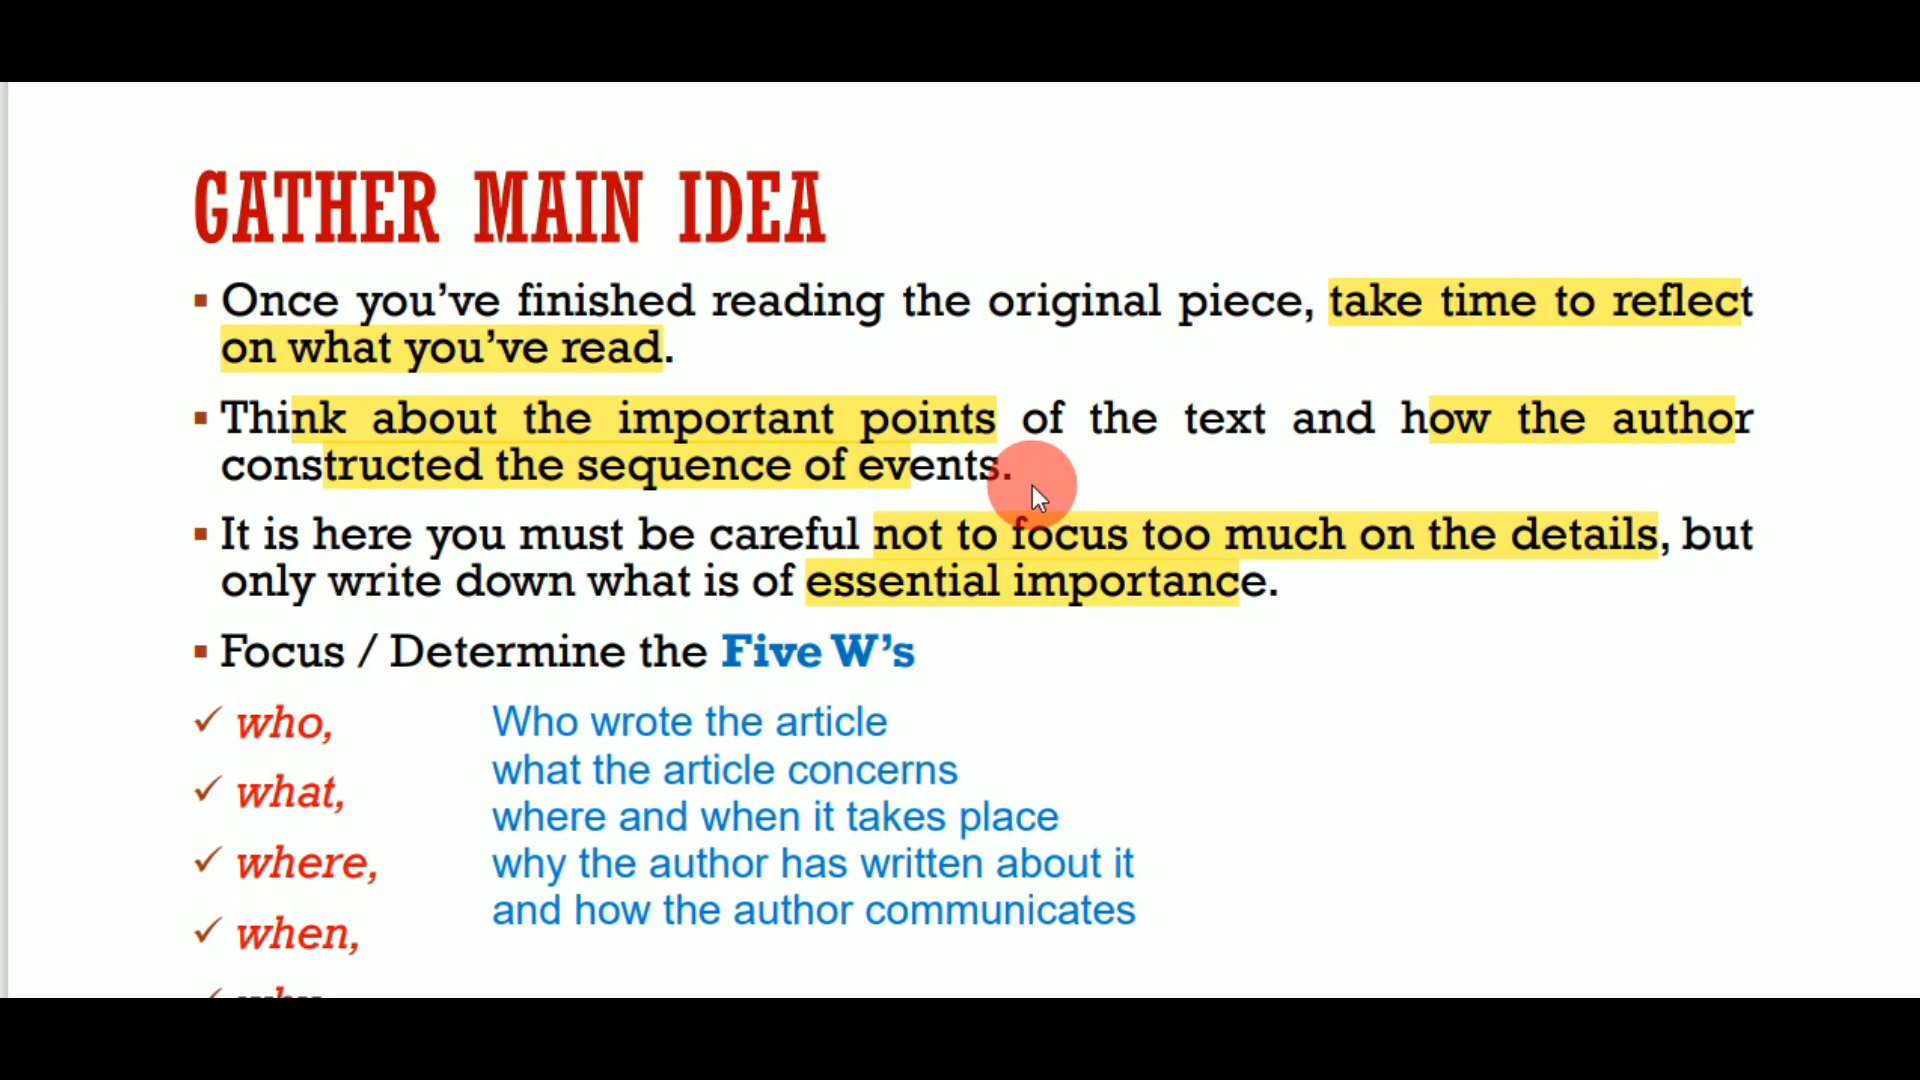 GATHER MAIN IDEA
▪ Once you’ve finished reading the original piece, take time to reflect
on what you’ve read.
▪ Think about the important points of the text and how the author
constructed the sequence of events.
▪ It is here you must be careful not to focus too much on the details, but
only write down what is of essential importance.
▪ Focus / Determine the Five W’s
✓ who,
✓ what,
✓ where,
✓ when,
Who wrote the article
what the article concerns
where and when it takes place
why the author has written about it
and how the author communicates